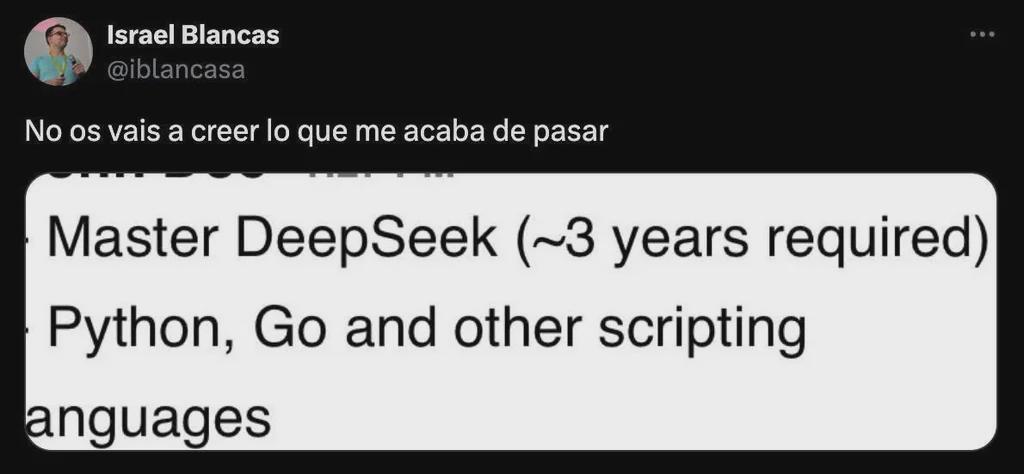 Israel Blancas
@iblancasa
No os vais a creer lo que me acaba de pasar
- Master DeepSeek (~3 years required)
- Python, Go and other scripting
anguages